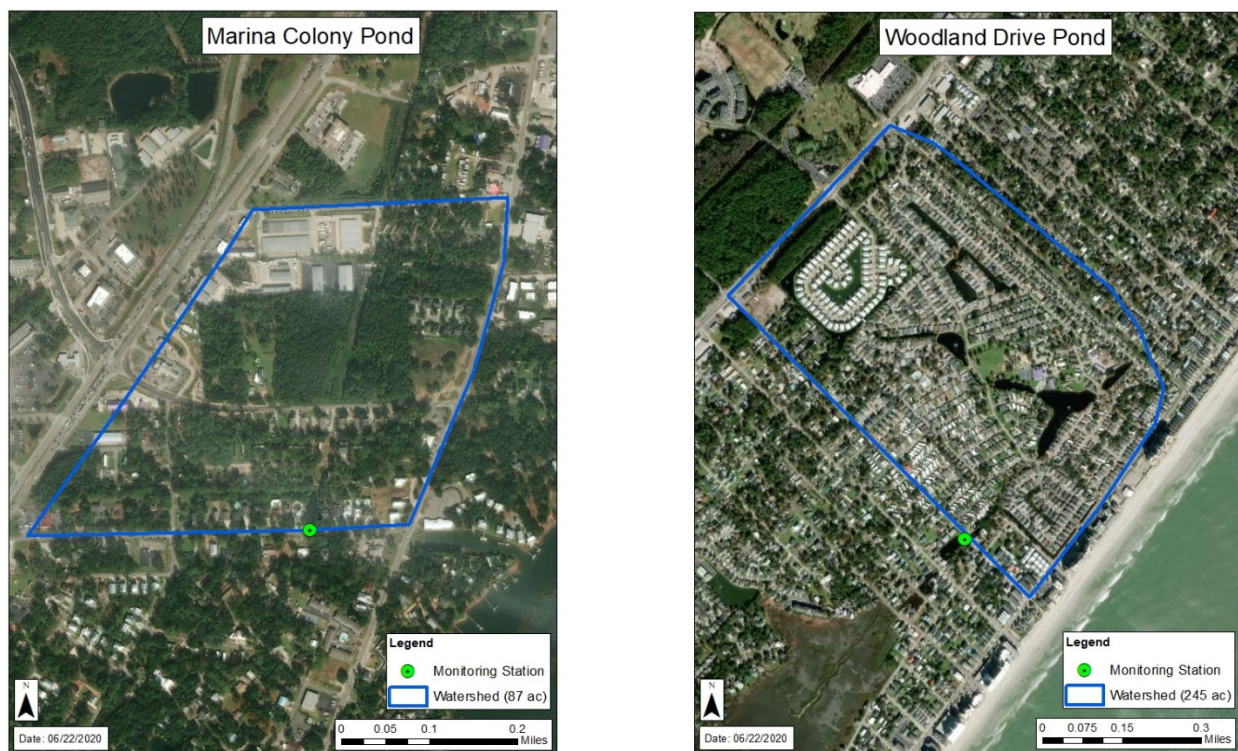 Marina Colony Pond
Legend
Monitoring Station
Watershed (87 ac)
N
Date: 06/22/2020
0 0.05 0.1 0.2
Miles
Woodland Drive Pond
Legend
Monitoring Station
Watershed (245 ac)
N
Date: 06/22/2020
0 0.075 0.15 0.3
Miles